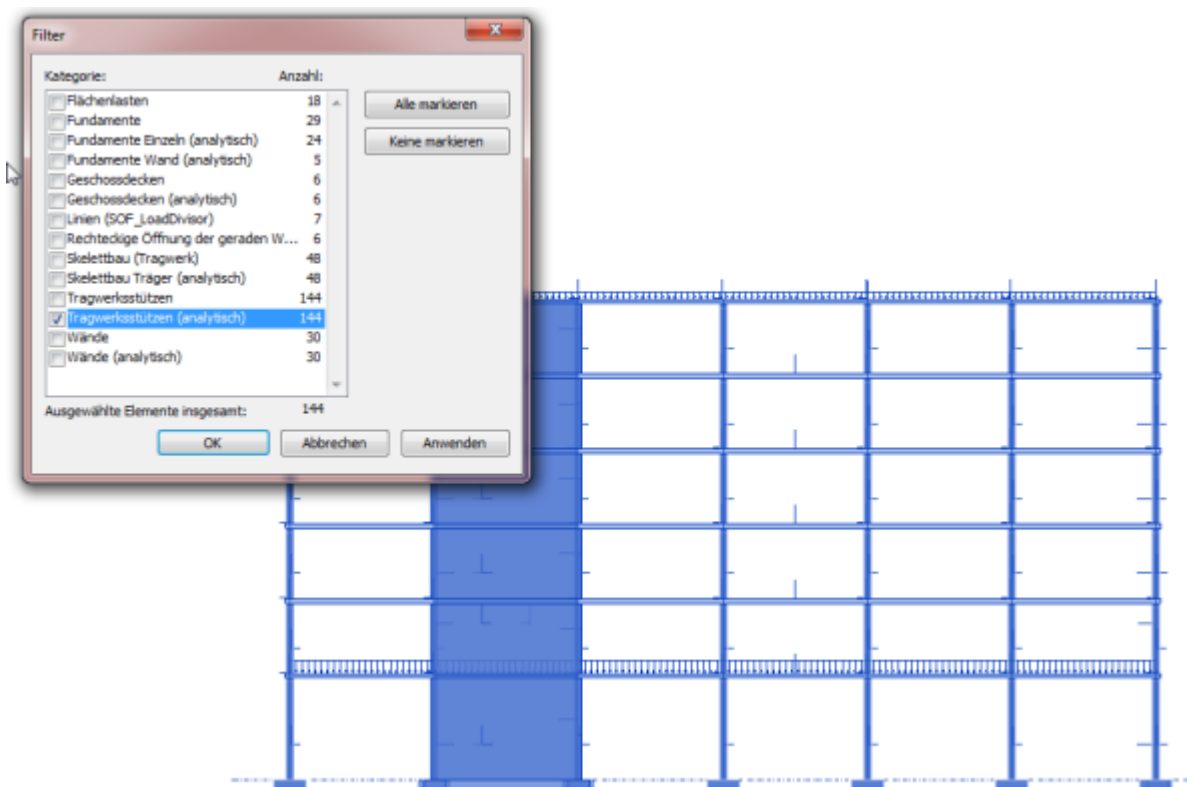 Filter
Kategorie: Anzahl:
Flächenlasten 18
Fundamente 29
Fundamente Einzeln (analytisch) 24
Fundamente Wand (analytisch) 5
Geschossdecken 6
Geschossdecken (analytisch) 6
Linien (SOF_LoadDivisor) 7
Rechteckige Öffnung der geraden W... 6
Skelettbau (Tragwerk) 48
Skelettbau Träger (analytisch) 48
Tragwerksstützen 144
Tragwerksstützen (analytisch) 144
Wände 30
Wände (analytisch) 30
Ausgewählte Elemente insgesamt: 144
Alle markieren
Keine markieren
OK Abbrechen Anwenden